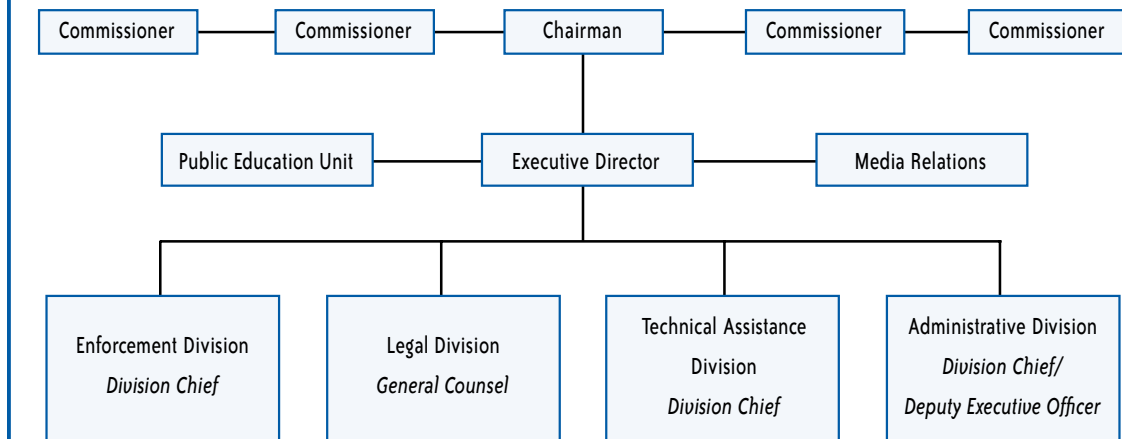 Commissioner
Commissioner
Chairman
Commissioner
Commissioner
Public Education Unit
Executive Director
Media Relations
Enforcement Division
Division Chief
Legal Division
General Counsel
Technical Assistance
Division
Division Chief
Administrative Division
Division Chief/
Deputy Executive Officer